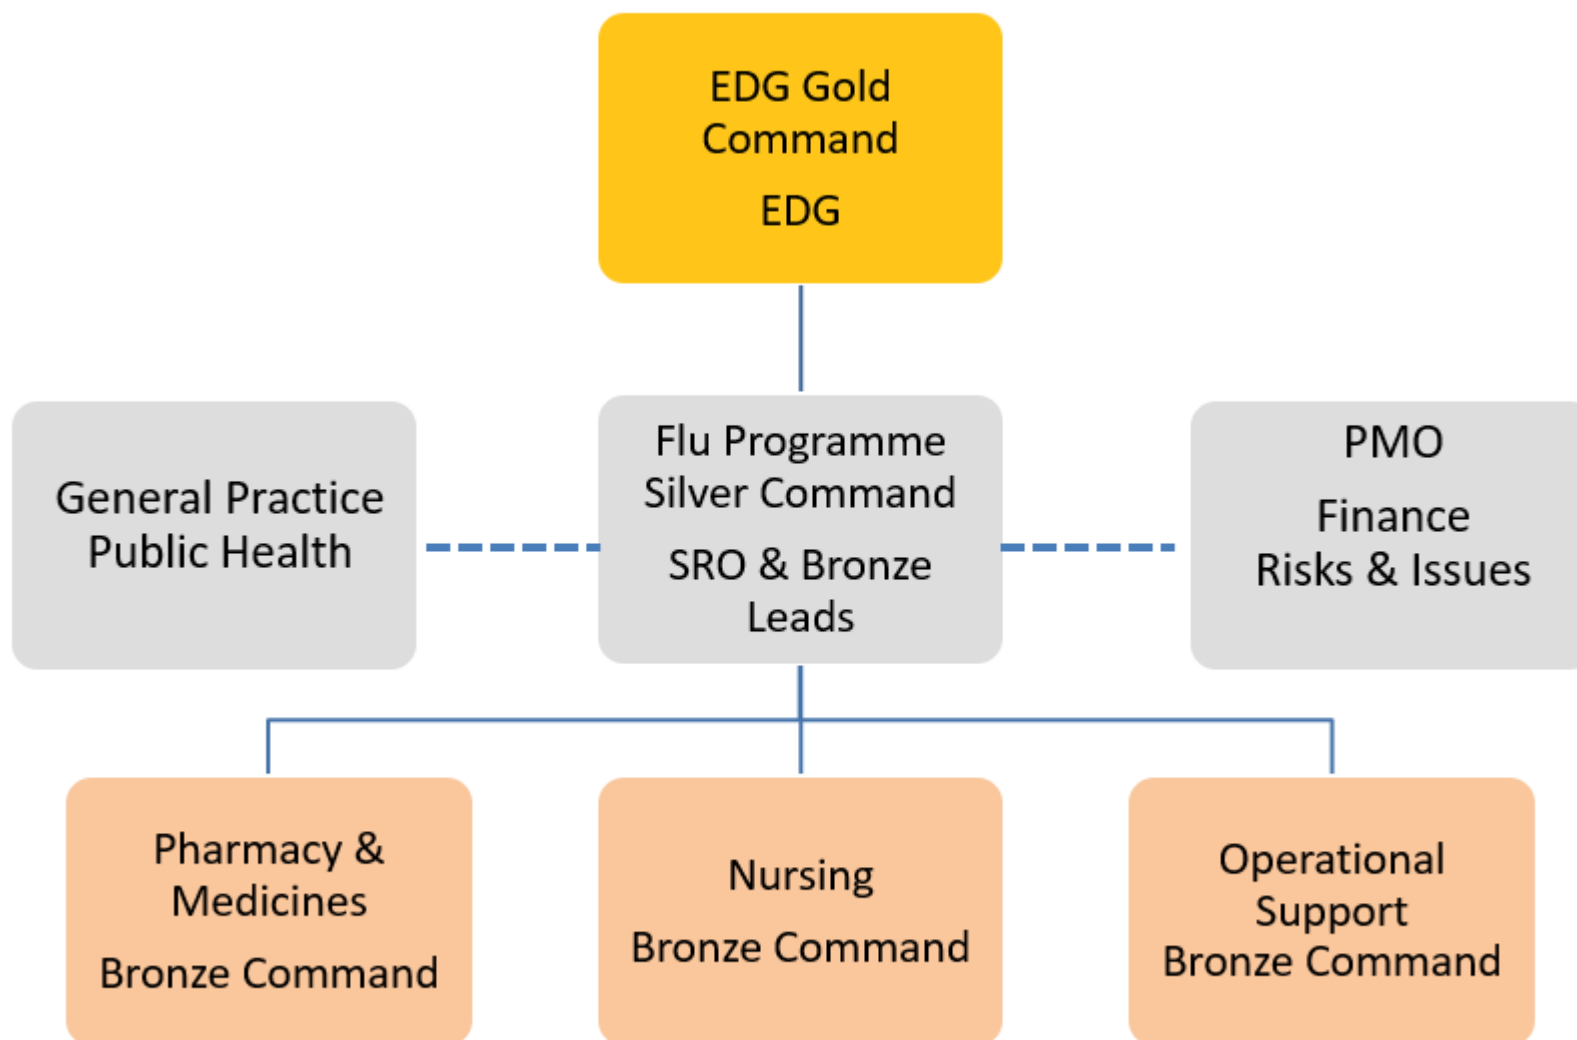 EDG Gold
Command
EDG
General Practice
Public Health
Flu Programme
Silver Command
SRO & Bronze
Leads
PMO
Finance
Risks & Issues
Pharmacy &
Medicines
Bronze Command
Nursing
Bronze Command
Operational
Support
Bronze Command